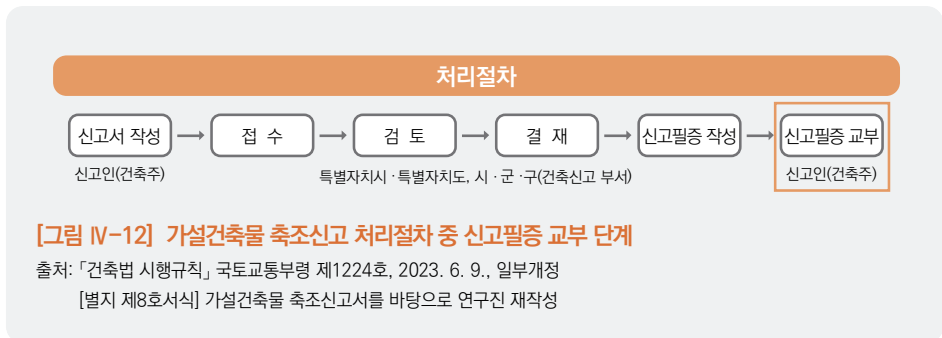 처리절차
신고서 작성 접 수 검 토 결 재 신고필증 작성 신고필증 교부
신고인(건축주) 특별자치시·특별자치도, 시·군·구(건축신고 부서) 신고인(건축주)
[그림 Ⅳ-12] 가설건축물 축조신고 처리절차 중 신고필증 교부 단계
출처: 「건축법 시행규칙」 국토교통부령 제1224호, 2023. 6. 9., 일부개정
[별지 제8호서식] 가설건축물 축조신고서를 바탕으로 연구진 재작성